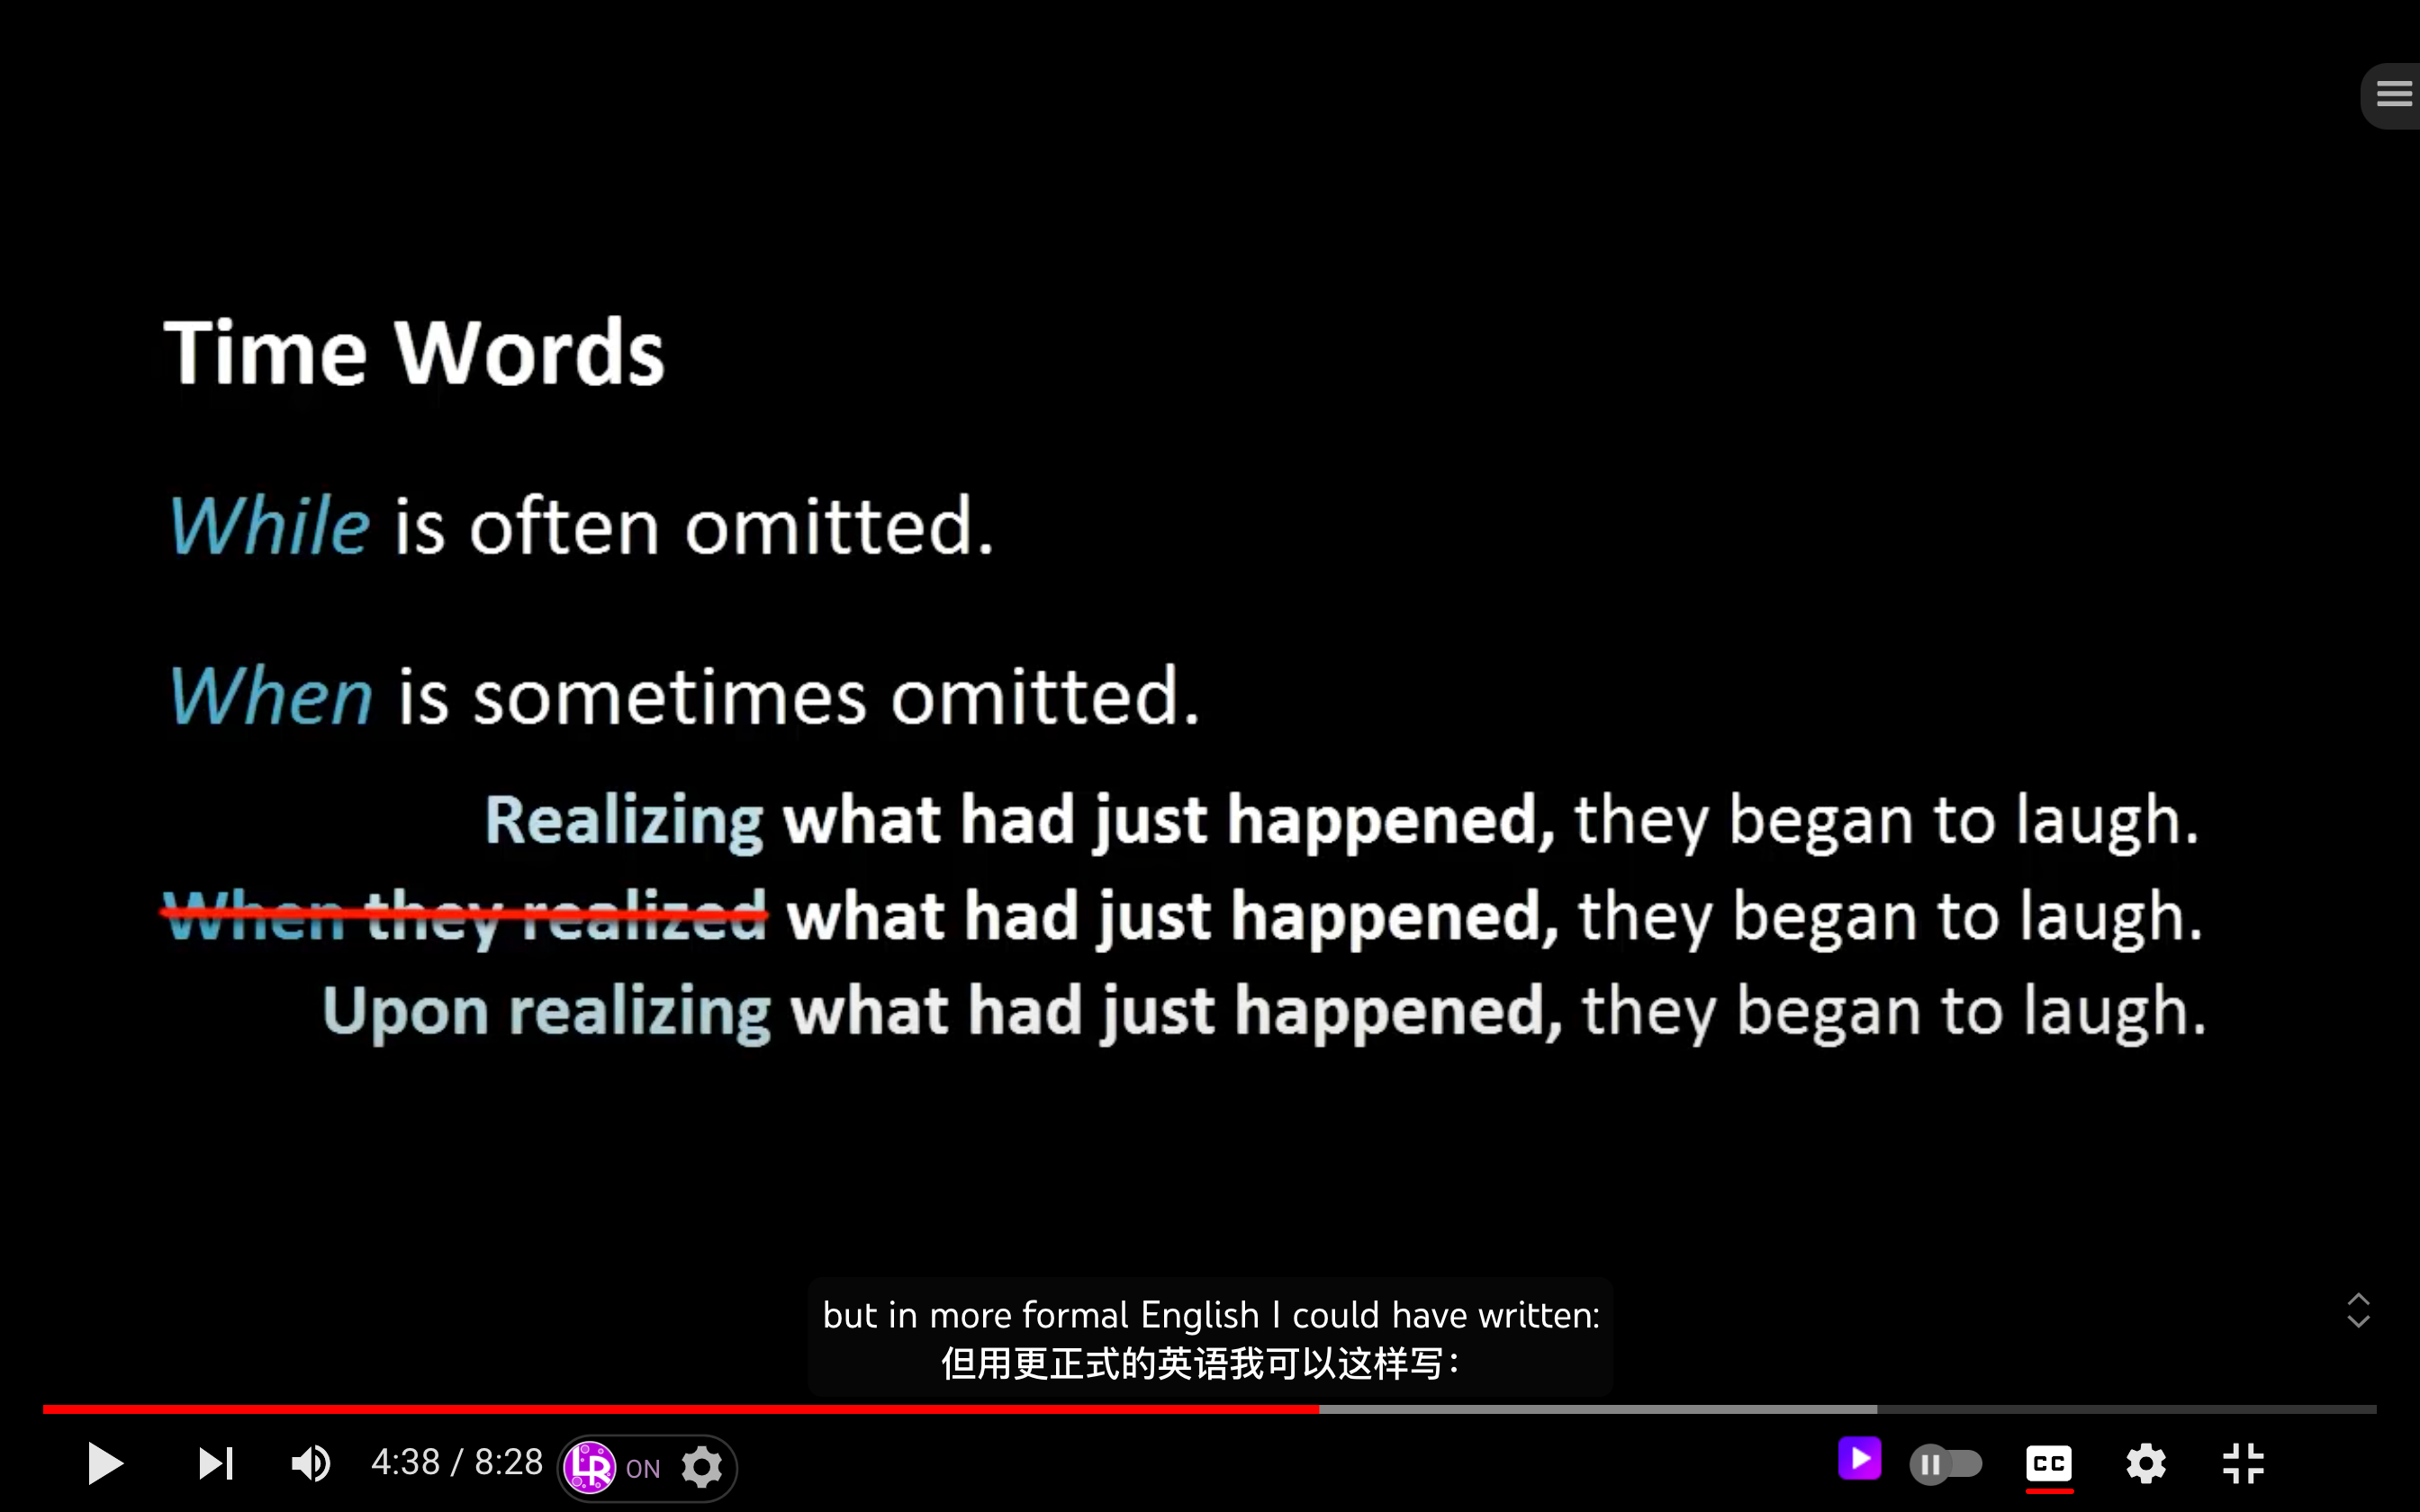 Time Words
While is often omitted.
When is sometimes omitted.
Realizing what had just happened, they began to laugh.
When they realized what had just happened, they began to laugh.
Upon realizing what had just happened, they began to laugh.
but in more formal English I could have written:
但用更正式的英语我可以这样写：
4:38 / 8:28
LR ON
CC